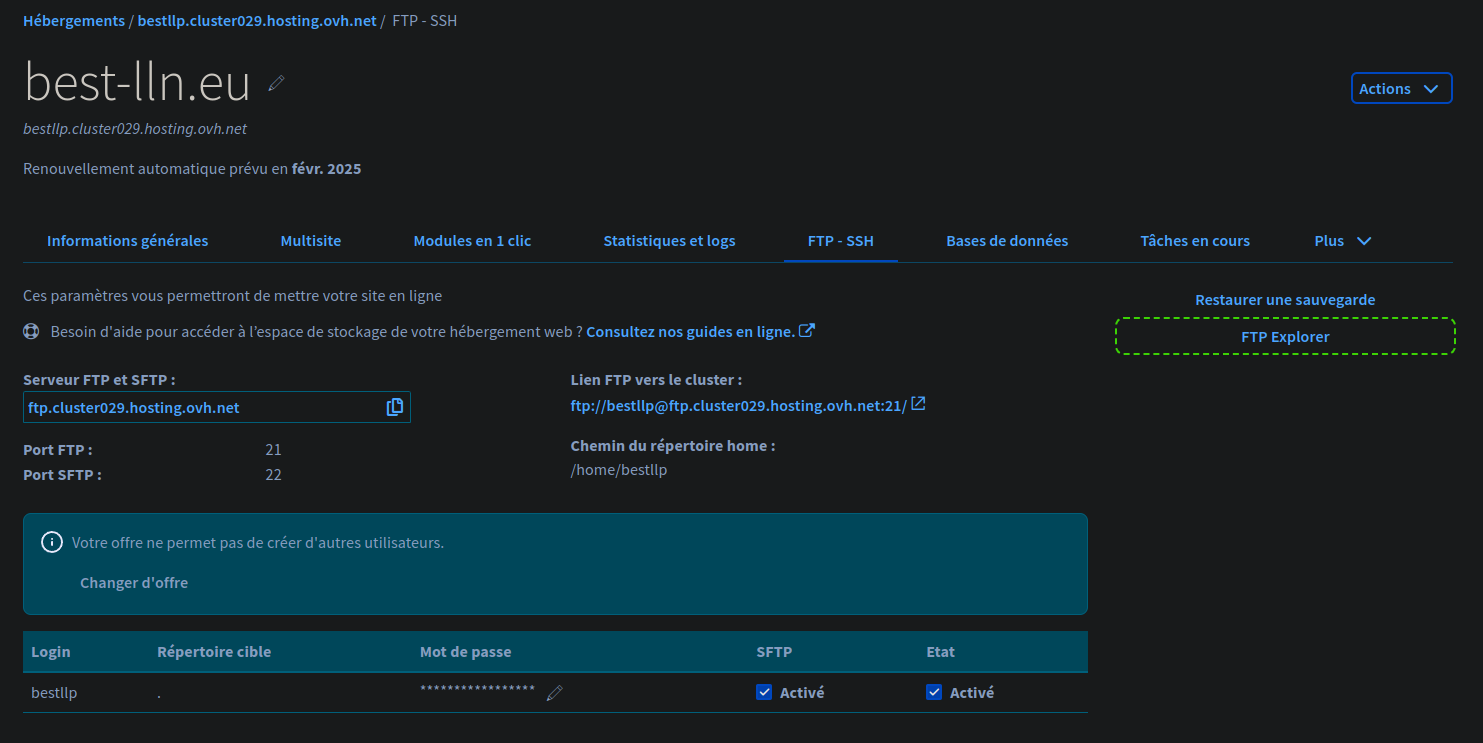 Hébergements / bestllp.cluster029.hosting.ovh.net / FTP - SSH
best-lln.eu
Actions
bestllp.cluster029.hosting.ovh.net
Renouvellement automatique prévu en févr. 2025
Informations générales Multisite Modules en 1 clic Statistiques et logs FTP - SSH Bases de données Tâches en cours Plus
Ces paramètres vous permettront de mettre votre site en ligne
Restaurer une sauvegarde
Besoin d'aide pour accéder à l'espace de stockage de votre hébergement web ? Consultez nos guides en ligne.
FTP Explorer
Serveur FTP et SFTP :
ftp.cluster029.hosting.ovh.net
Port FTP : 21
Port SFTP : 22
Lien FTP vers le cluster :
ftp://bestllp@ftp.cluster029.hosting.ovh.net:21/
Chemin du répertoire home :
/home/bestllp
Votre offre ne permet pas de créer d'autres utilisateurs.
Changer d'offre
Login Répertoire cible Mot de passe SFTP Etat
bestllp . ***************** Activé Activé